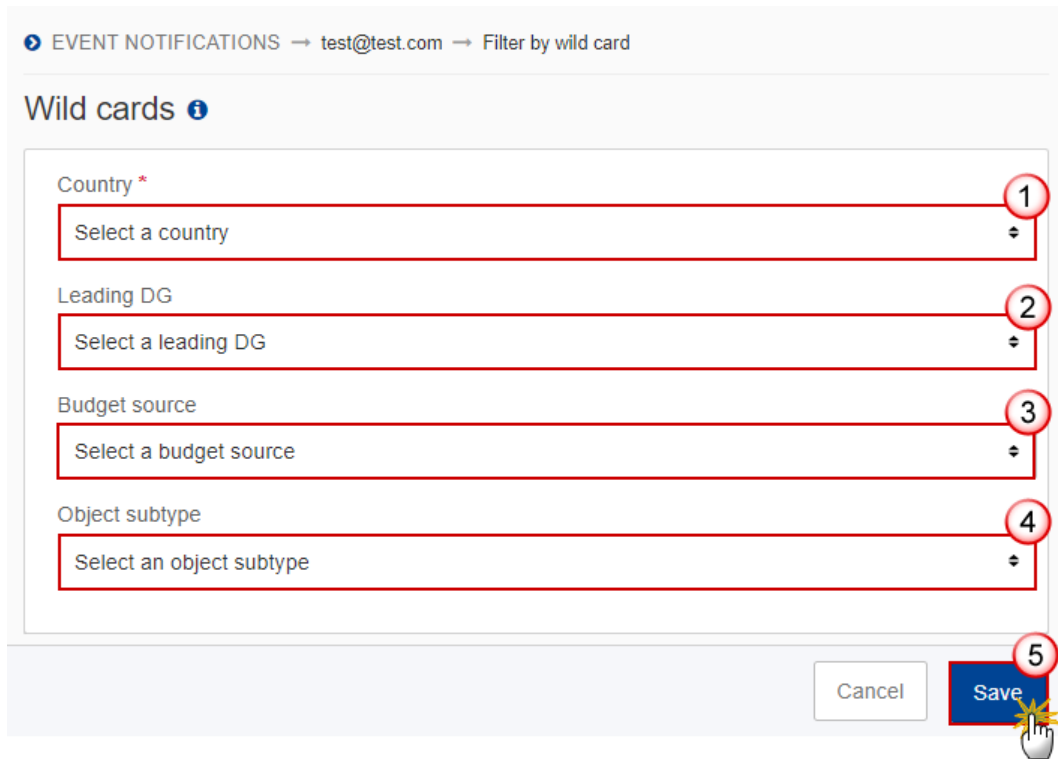 EVENT NOTIFICATIONS → test@test.com → Filter by wild card
Wild cards
Country *
1
Select a country
Leading DG
2
Select a leading DG
Budget source
3
Select a budget source
Object subtype
4
Select an object subtype
5
Cancel Save